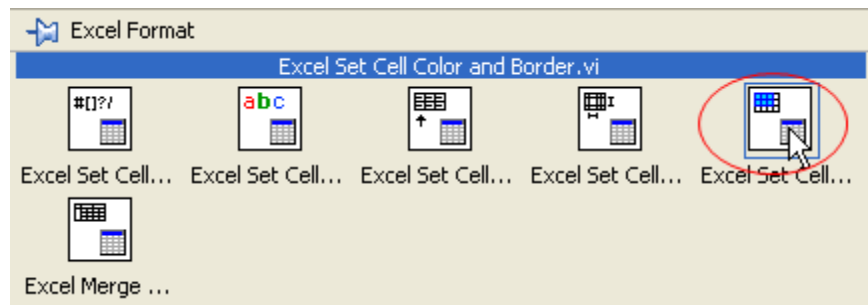 Excel Format
Excel Set Cell Color and Border.vi
#[]?/
abc
Excel Set Cell... Excel Set Cell... Excel Set Cell... Excel Set Cell... Excel Set Cell...
Excel Merge ...